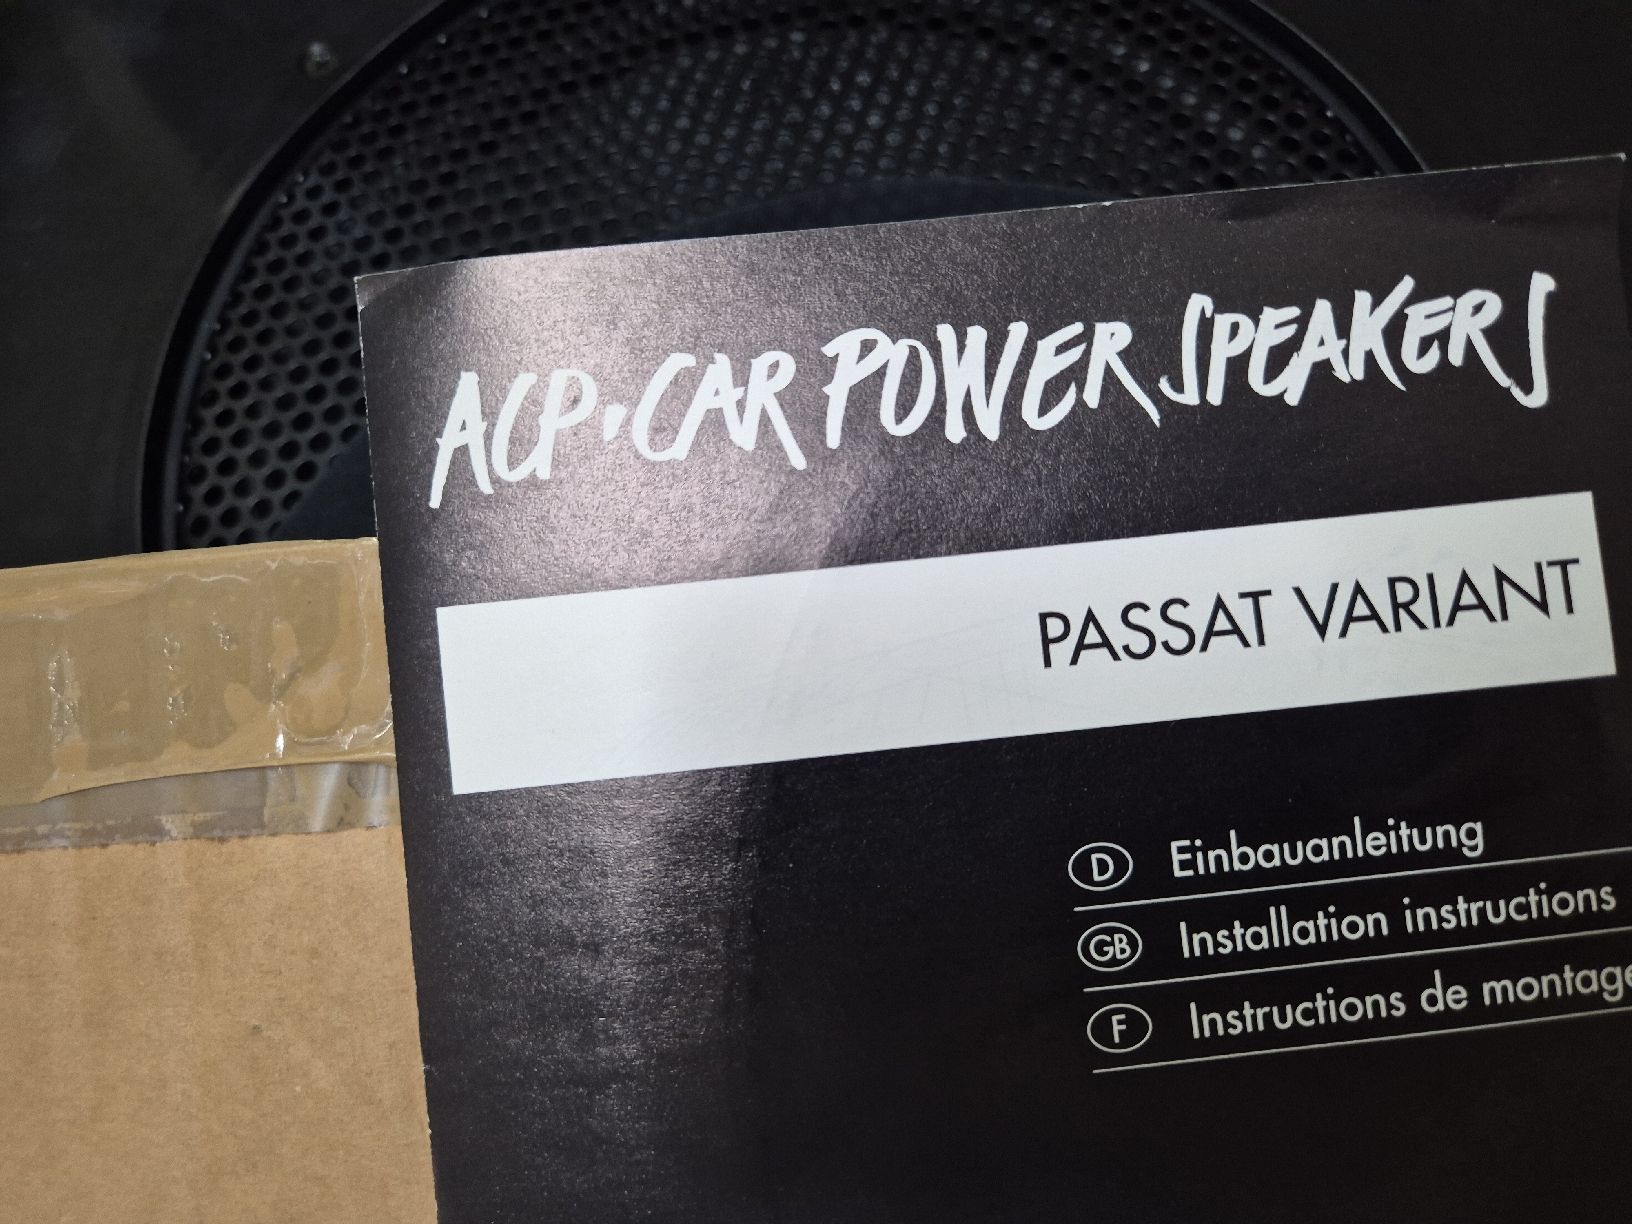 ACP·CAR POWER SPEAKERS
PASSAT VARIANT
D Einbauanleitung
GB Installation instructions
F Instructions de montage